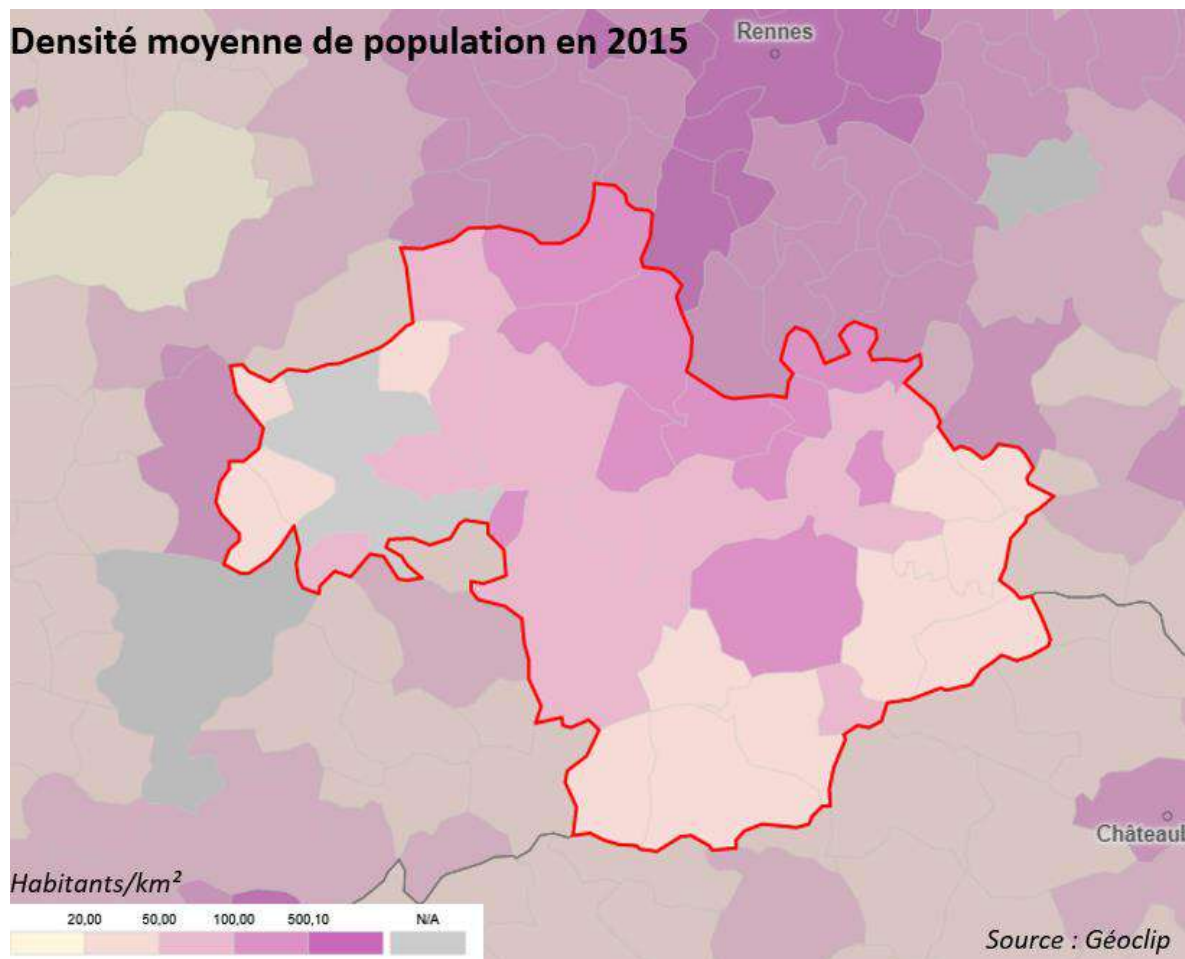 Densité moyenne de population en 2015
Rennes
Châteaub
Habitants/km²
20,00 50,00 100,00 500,10 N/A
Source : Géoclip